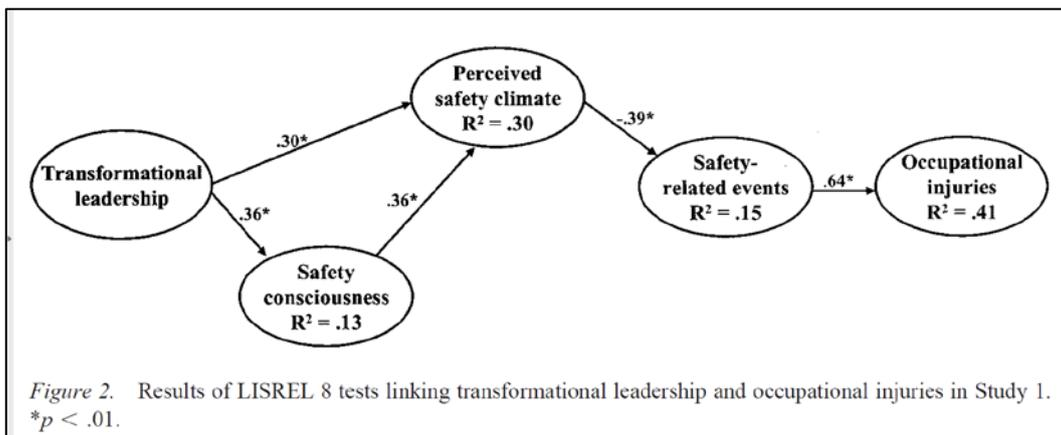 Transformational
leadership
.30*
.36*
Safety
consciousness
R² = .13
.36*
Perceived
safety climate
R² = .30
-.39*
Safety-
related events
R² = .15
.64*
Occupational
injuries
R² = .41
Figure 2. Results of LISREL 8 tests linking transformational leadership and occupational injuries in Study 1.
*p < .01.